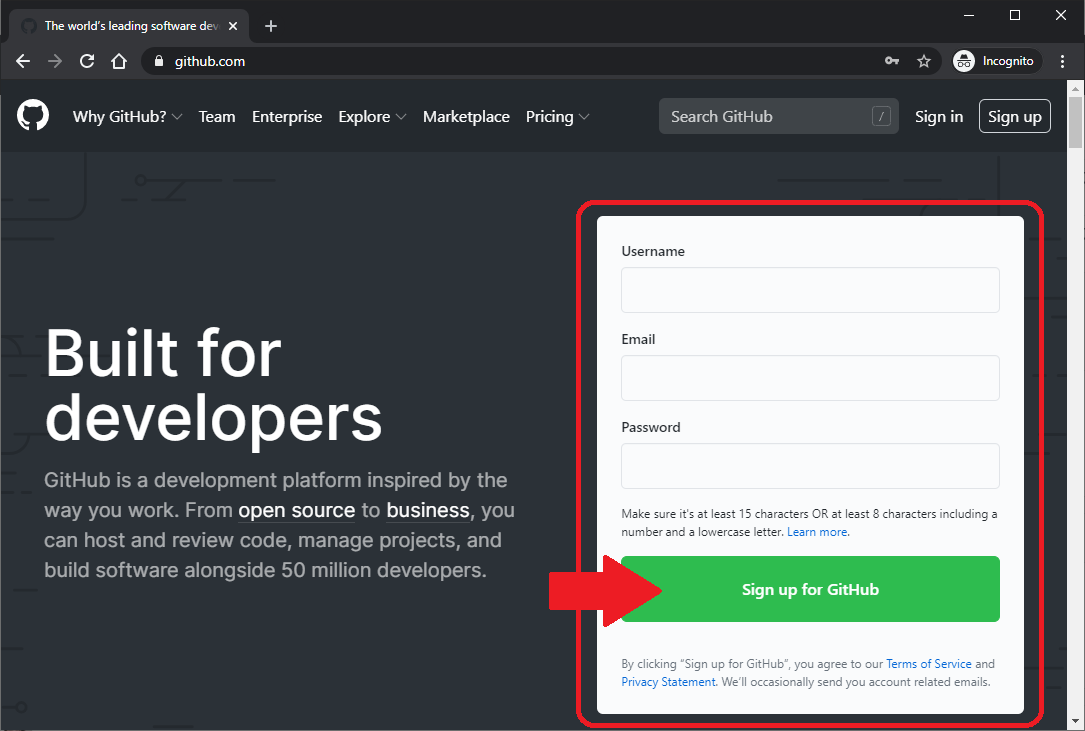 The world's leading software dev
github.com
Incognito
Why GitHub?
Team
Enterprise
Explore
Marketplace
Pricing
Search GitHub
/
Sign in
Sign up
Built for
developers
GitHub is a development platform inspired by the
way you work. From open source to business, you
can host and review code, manage projects, and
build software alongside 50 million developers.
Username
Email
Password
Make sure it's at least 15 characters OR at least 8 characters including a
number and a lowercase letter. Learn more.
Sign up for GitHub
By clicking “Sign up for GitHub”, you agree to our Terms of Service and
Privacy Statement. We’ll occasionally send you account related emails.